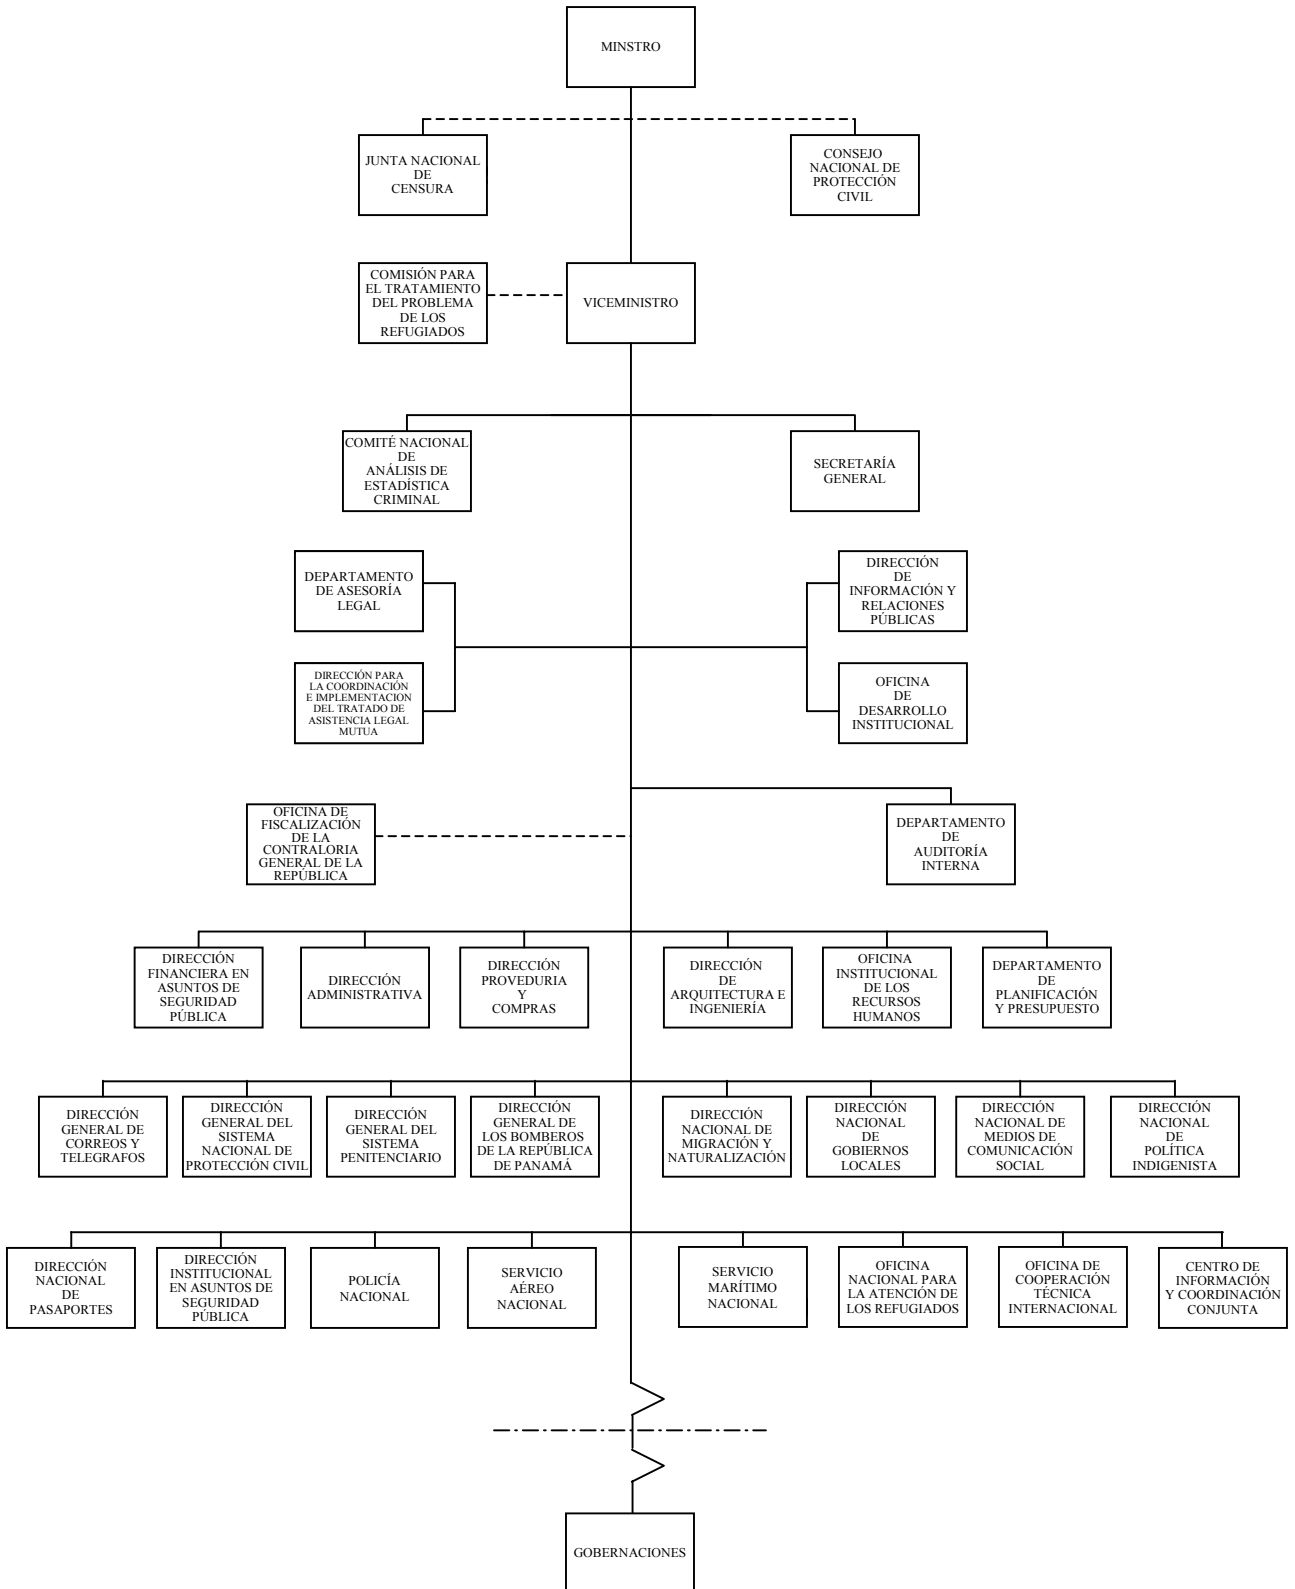 MINSTRO
JUNTA NACIONAL
DE
CENSURA
CONSEJO
NACIONAL DE
PROTECCIÓN
CIVIL
COMISIÓN PARA
EL TRATAMIENTO
DEL PROBLEMA
DE LOS
REFUGIADOS
VICEMINISTRO
COMITÉ NACIONAL
DE
ANÁLISIS DE
ESTADÍSTICA
CRIMINAL
SECRETARÍA
GENERAL
DEPARTAMENTO
DE ASESORÍA
LEGAL
DIRECCIÓN
DE
INFORMACIÓN Y
RELACIONES
PÚBLICAS
DIRECCIÓN PARA
LA COORDINACIÓN
E IMPLEMENTACION
DEL TRATADO DE
ASISTENCIA LEGAL
MUTUA
OFICINA
DE
DESARROLLO
INSTITUCIONAL
OFICINA DE
FISCALIZACIÓN
DE LA
CONTRALORIA
GENERAL DE LA
REPÚBLICA
DEPARTAMENTO
DE
AUDITORÍA
INTERNA
DIRECCIÓN
FINANCIERA EN
ASUNTOS DE
SEGURIDAD
PÚBLICA
DIRECCIÓN
ADMINISTRATIVA
DIRECCIÓN
PROVEDURIA
Y
COMPRAS
DIRECCIÓN
DE
ARQUITECTURA E
INGENIERÍA
OFICINA
INSTITUCIONAL
DE LOS
RECURSOS
HUMANOS
DEPARTAMENTO
DE
PLANIFICACIÓN
Y PRESUPUESTO
DIRECCIÓN
GENERAL DE
CORREOS Y
TELEGRAFOS
DIRECCIÓN
GENERAL DEL
SISTEMA
NACIONAL DE
PROTECCIÓN CIVIL
DIRECCIÓN
GENERAL DEL
SISTEMA
PENITENCIARIO
DIRECCIÓN
GENERAL DE
LOS BOMBEROS
DE LA REPÚBLICA
DE PANAMÁ
DIRECCIÓN
NACIONAL DE
MIGRACIÓN Y
NATURALIZACIÓN
DIRECCIÓN
NACIONAL
DE
GOBIERNOS
LOCALES
DIRECCIÓN
NACIONAL DE
MEDIOS DE
COMUNICACIÓN
SOCIAL
DIRECCIÓN
NACIONAL
DE
POLÍTICA
INDIGENISTA
DIRECCIÓN
NACIONAL
DE
PASAPORTES
DIRECCIÓN
INSTITUCIONAL
EN ASUNTOS DE
SEGURIDAD
PÚBLICA
POLICÍA
NACIONAL
SERVICIO
AÉREO
NACIONAL
SERVICIO
MARÍTIMO
NACIONAL
OFICINA
NACIONAL PARA
LA ATENCIÓN DE
LOS REFUGIADOS
OFICINA DE
COOPERACIÓN
TÉCNICA
INTERNACIONAL
CENTRO DE
INFORMACIÓN
Y COORDINACIÓN
CONJUNTA
GOBERNACIONES